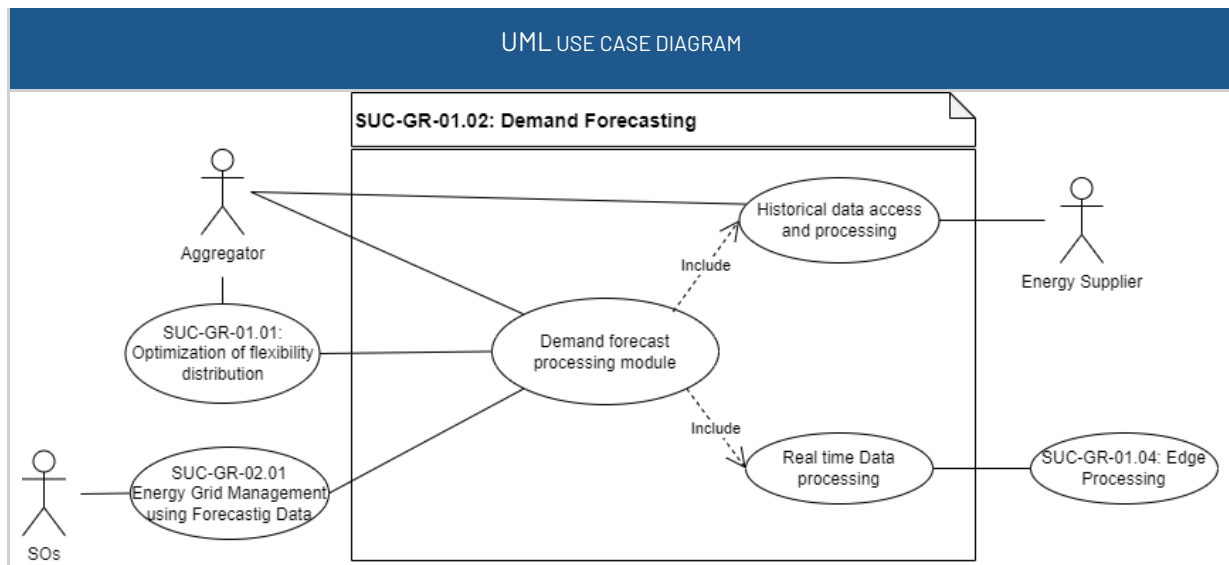 UML USE CASE DIAGRAM
SUC-GR-01.02: Demand Forecasting
Aggregator
Historical data access
and processing
Energy Supplier
Include
SUC-GR-01.01:
Optimization of flexibility
distribution
Demand forecast
processing module
Include
SUC-GR-02.01
Energy Grid Management
using Forecastig Data
SOs
Real time Data
processing
SUC-GR-01.04: Edge
Processing